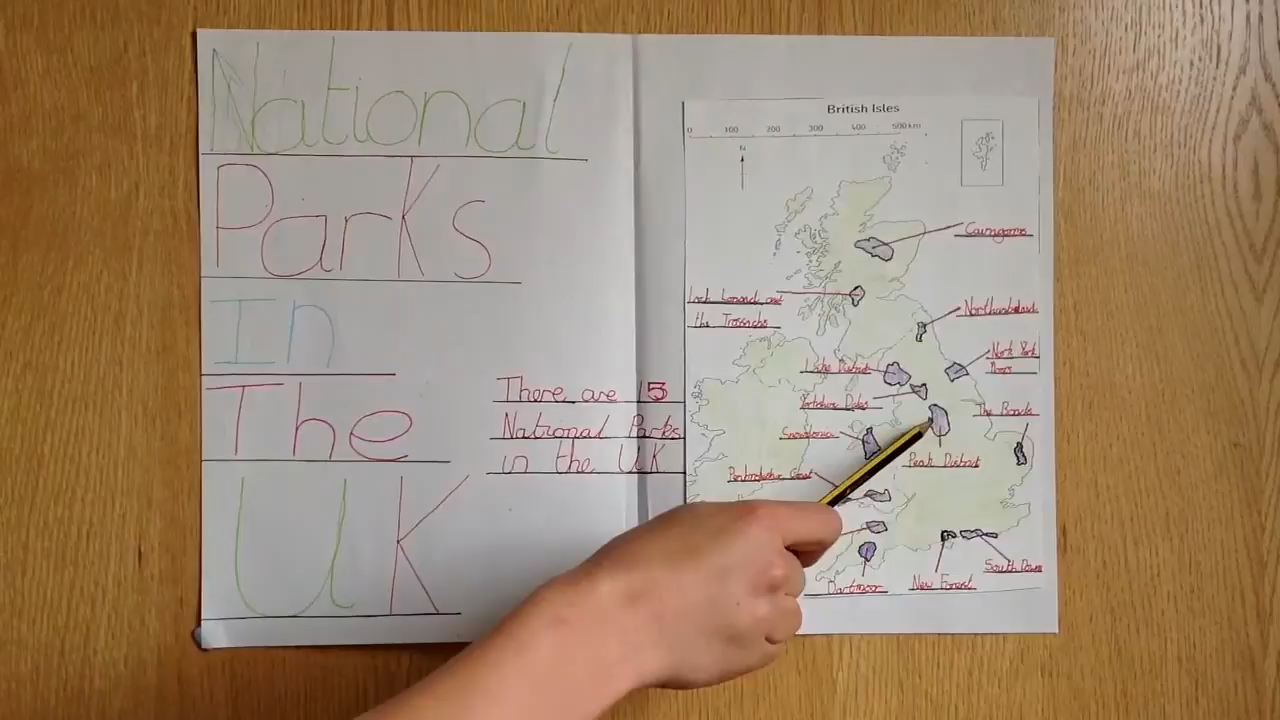 National
Parks
In
The
UK
There are 15
National Parks
in the UK
British Isles
0 100 200 300 400 500 km
N
Cairngorms
Loch Lomond and
the Trossachs
Northumberland
North York
Moors
Lake District
Yorkshire Dales
The Broads
Snowdonia
Peak District
Pembrokeshire Coast
South Downs
Dartmoor
New Forest